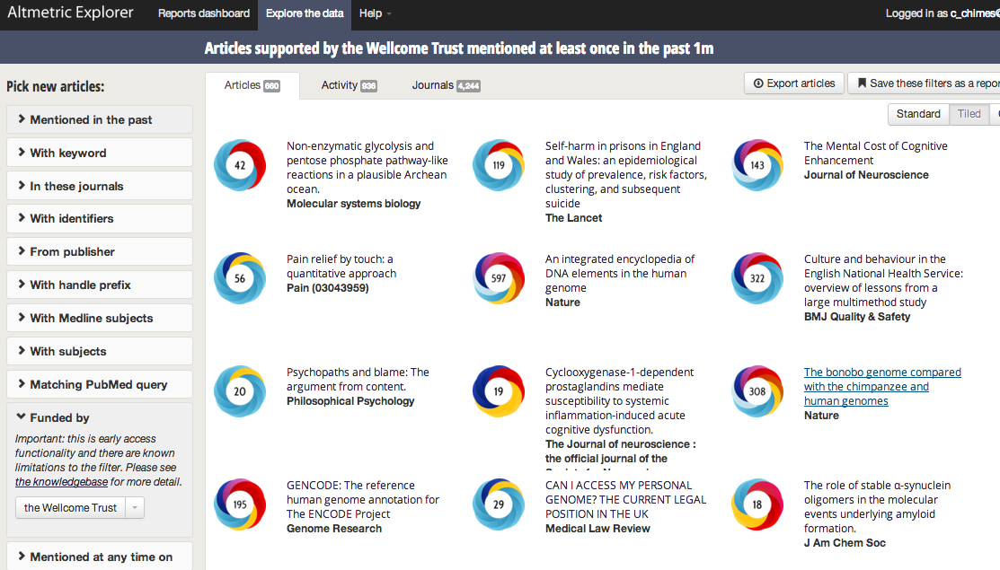 Altmetric Explorer
Reports dashboard
Explore the data
Help
Logged in as c_chimes@
Articles supported by the Wellcome Trust mentioned at least once in the past 1m
Pick new articles:
Mentioned in the past
With keyword
In these journals
With identifiers
From publisher
With handle prefix
With Medline subjects
With subjects
Matching PubMed query
Funded by
Important: this is early access
functionality and there are known
limitations to the filter. Please see
the knowledgebase for more detail.
the Wellcome Trust
Mentioned at any time on
Articles 660
Activity 936
Journals 4,244
Export articles
Save these filters as a repor
Standard
Tiled
42
Non-enzymatic glycolysis and
pentose phosphate pathway-like
reactions in a plausible Archean
ocean.
Molecular systems biology
119
Self-harm in prisons in England
and Wales: an epidemiological
study of prevalence, risk factors,
clustering, and subsequent
suicide
The Lancet
143
The Mental Cost of Cognitive
Enhancement
Journal of Neuroscience
56
Pain relief by touch: a
quantitative approach
Pain (03043959)
597
An integrated encyclopedia of
DNA elements in the human
genome
Nature
322
Culture and behaviour in the
English National Health Service:
overview of lessons from a
large multimethod study
BMJ Quality & Safety
20
Psychopaths and blame: The
argument from content.
Philosophical Psychology
19
Cyclooxygenase-1-dependent
prostaglandins mediate
susceptibility to systemic
inflammation-induced acute
cognitive dysfunction.
The Journal of neuroscience :
the official journal of the
308
The bonobo genome compared
with the chimpanzee and
human genomes
Nature
195
GENCODE: The reference
human genome annotation for
The ENCODE Project
Genome Research
29
CAN I ACCESS MY PERSONAL
GENOME? THE CURRENT LEGAL
POSITION IN THE UK
Medical Law Review
18
The role of stable α-synuclein
oligomers in the molecular
events underlying amyloid
formation.
J Am Chem Soc